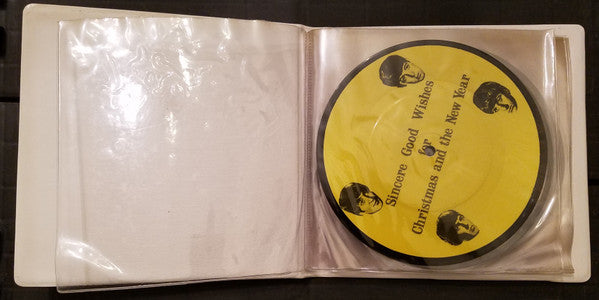 Sincere Good Wishes
for
Christmas and the New Year